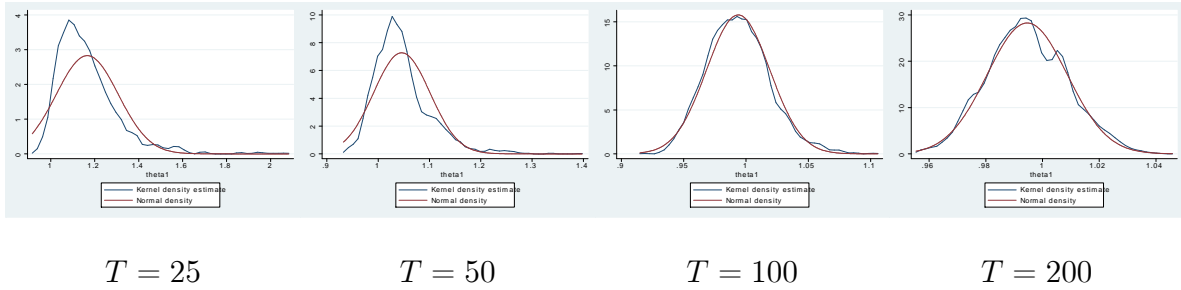 4
3
2
1
0
1 1.2 1.4 1.6 1.8 2
theta1
Kernel density estimate
Normal density
10
8
6
4
2
0
.9 1 1.1 1.2 1.3 1.4
theta1
Kernel density estimate
Normal density
15
10
5
0
.9 .95 1 1.05 1.1
theta1
Kernel density estimate
Normal density
30
20
10
0
.96 .98 1 1.02 1.04
theta1
Kernel density estimate
Normal density
T = 25 T = 50 T = 100 T = 200